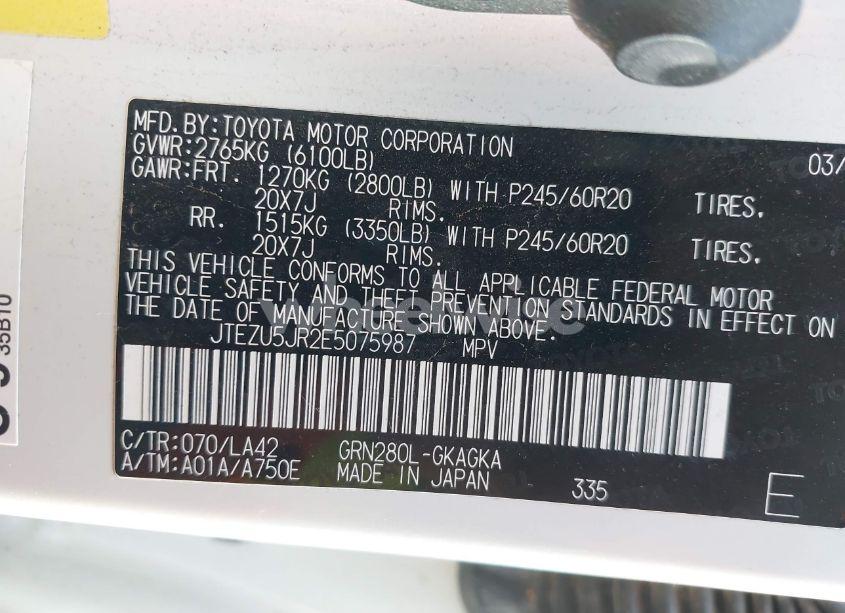 MFD.BY:TOYOTA MOTOR CORPORATION 03/
GVWR:2765KG (6100LB)
GAWR:FRT. 1270KG (2800LB) WITH P245/60R20 TIRES.
20X7J RIMS.
RR. 1515KG (3350LB) WITH P245/60R20 TIRES.
20X7J RIMS.
THIS VEHICLE CONFORMS TO ALL APPLICABLE FEDERAL MOTOR
VEHICLE SAFETY AND THEFT PREVENTION STANDARDS IN EFFECT ON
THE DATE OF MANUFACTURE SHOWN ABOVE.
JTEZU5JR2E5075987 MPV
C/TR:070/LA42 GRN280L-GKAGKA
A/TM:A01A/A750E MADE IN JAPAN 335 E
35B10